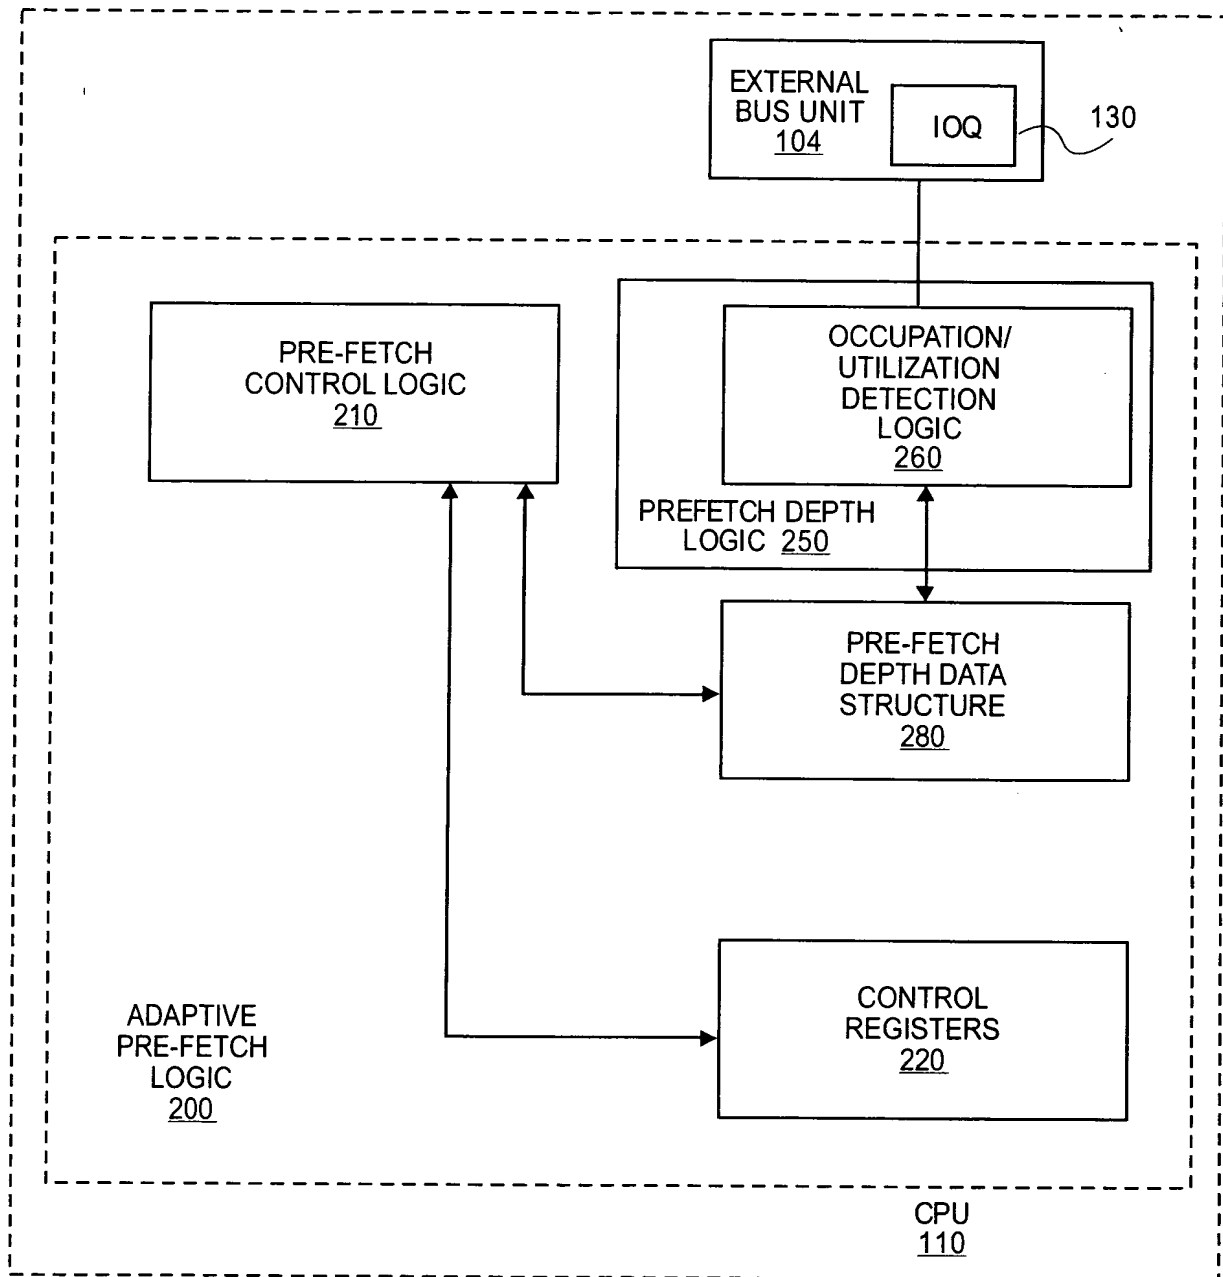 EXTERNAL
BUS UNIT
104
IOQ
130
PRE-FETCH
CONTROL LOGIC
210
OCCUPATION/
UTILIZATION
DETECTION
LOGIC
260
PREFETCH DEPTH
LOGIC 250
PRE-FETCH
DEPTH DATA
STRUCTURE
280
CONTROL
REGISTERS
220
ADAPTIVE
PRE-FETCH
LOGIC
200
CPU
110